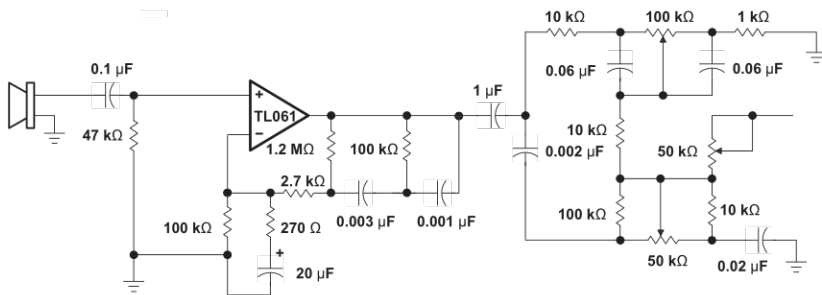 10 kΩ
100 kΩ
1 kΩ
0.1 µF
0.06 µF
0.06 µF
1 µF
+
TL061
−
47 kΩ
1.2 MΩ
100 kΩ
10 kΩ
0.002 µF
50 kΩ
2.7 kΩ
100 kΩ
270 Ω
0.003 µF
0.001 µF
100 kΩ
10 kΩ
+
20 µF
50 kΩ
0.02 µF